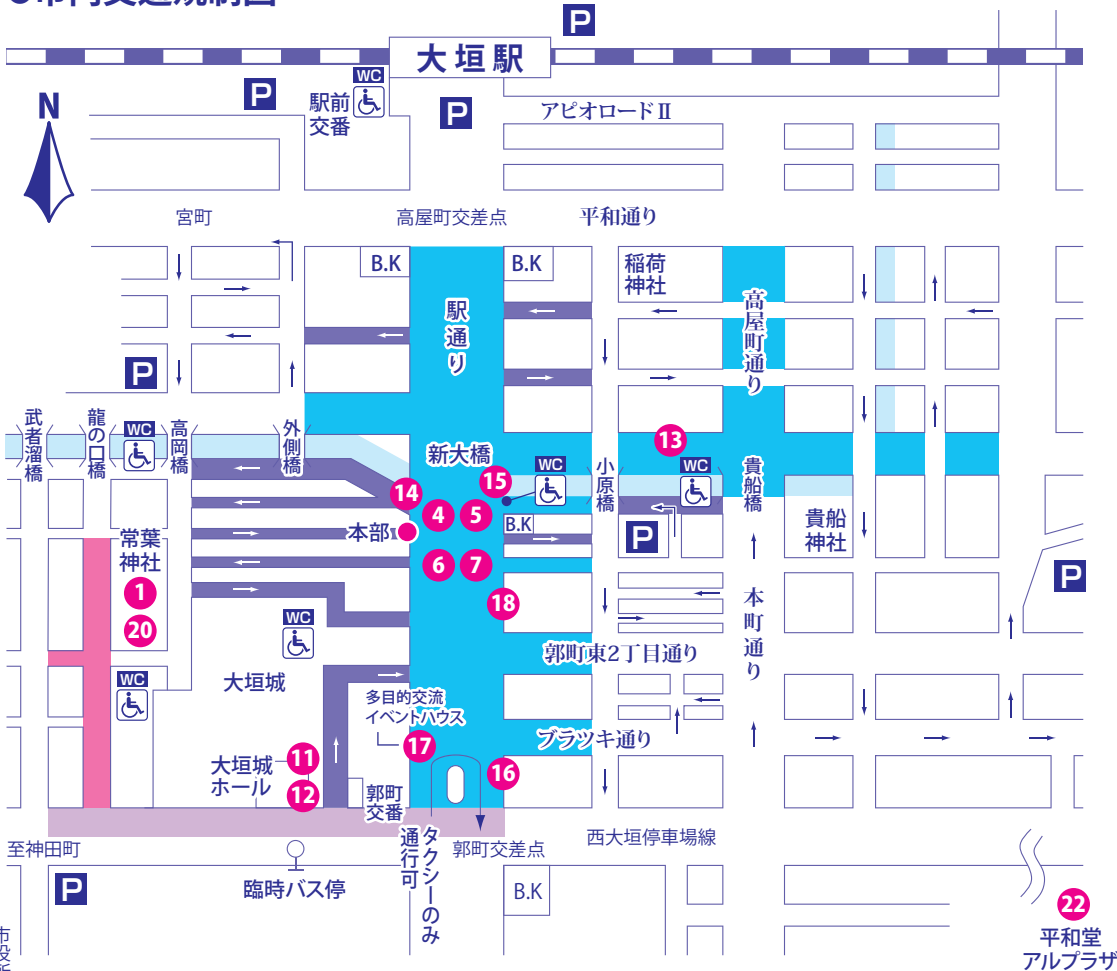 大垣駅
P
WC
駅前
交番
P
P
アピオロードⅡ
N
宮町
高屋町交差点
平和通り
B.K
B.K
稲荷
神社
駅通り
高屋町通り
P
武者溜橋
龍の口橋
WC
高岡橋
外側橋
新大橋
13
14
15
WC
小原橋
WC
貴船橋
4
5
本部
B.K
P
貴船
神社
常葉
神社
1
20
6
7
18
P
本町通り
WC
WC
郭町東2丁目通り
大垣城
多目的交流
イベントハウス
17
ブラツキ通り
大垣城
ホール
11
12
16
郭町
交番
至神田町
タクシーのみ
通行可
郭町交差点
西大垣停車場線
臨時バス停
P
B.K
22
平和堂
アルプラザ